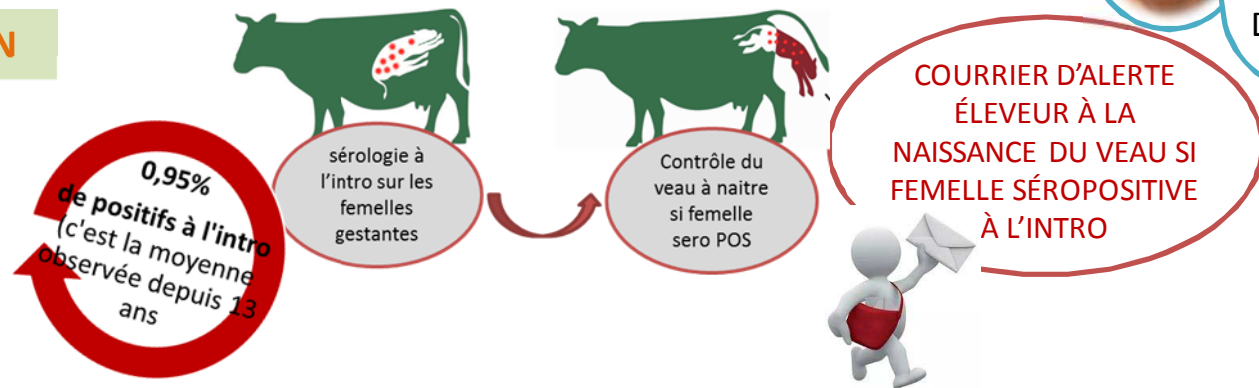 N
D
0,95%
de positifs à l'intro
(c'est la moyenne
observée depuis 13
ans
sérologie à
l'intro sur les
femelles
gestantes
Contrôle du
veau à naitre
si femelle
sero POS
COURRIER D'ALERTE
ÉLEVEUR À LA
NAISSANCE DU VEAU SI
FEMELLE SÉROPOSITIVE
À L'INTRO